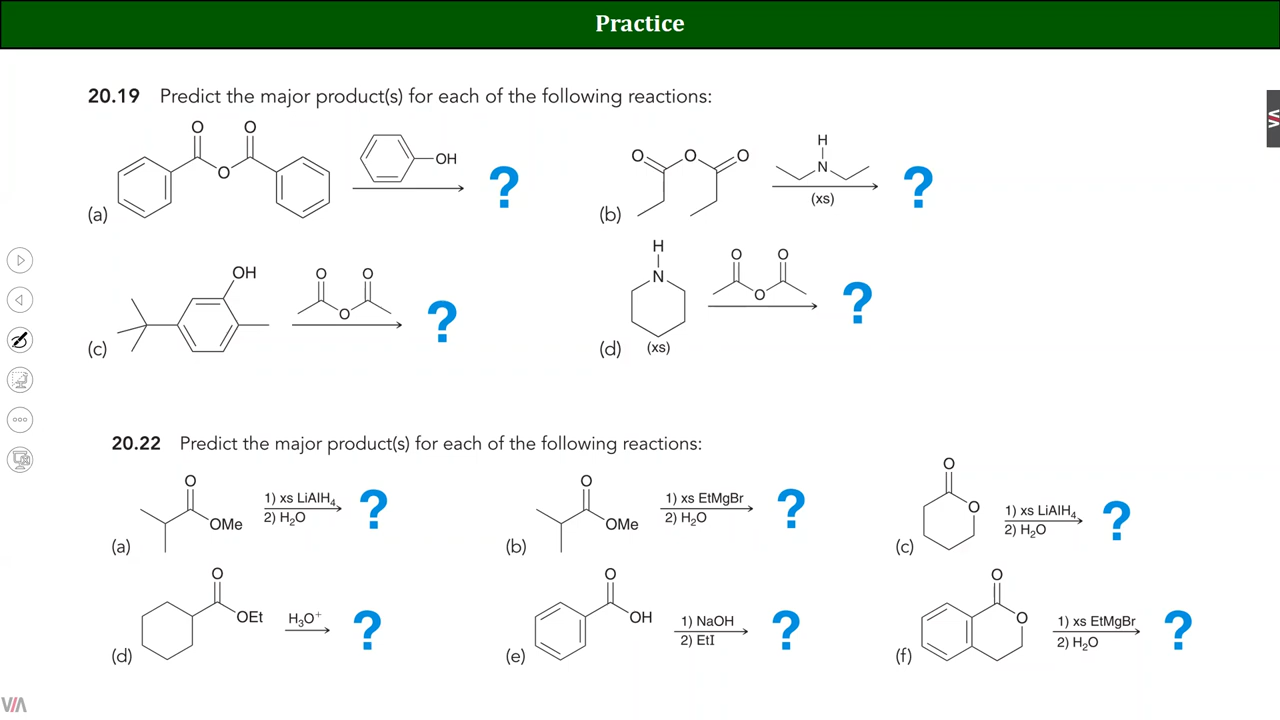 Practice
20.19 Predict the major product(s) for each of the following reactions:
O O
O
OH
?
(a)
O O O
H
N
(xs)
?
(b)
OH
O O
O
?
(c)
H
N
(xs)
O O
O
?
(d)
20.22 Predict the major product(s) for each of the following reactions:
O
OMe
1) xs LiAlH₄
2) H₂O
?
(a)
O
OMe
1) xs EtMgBr
2) H₂O
?
(b)
O
O
1) xs LiAlH₄
2) H₂O
?
(c)
O
OEt
H₃O⁺
?
(d)
O
OH
1) NaOH
2) EtI
?
(e)
O
O
1) xs EtMgBr
2) H₂O
?
(f)
VIA
VIA